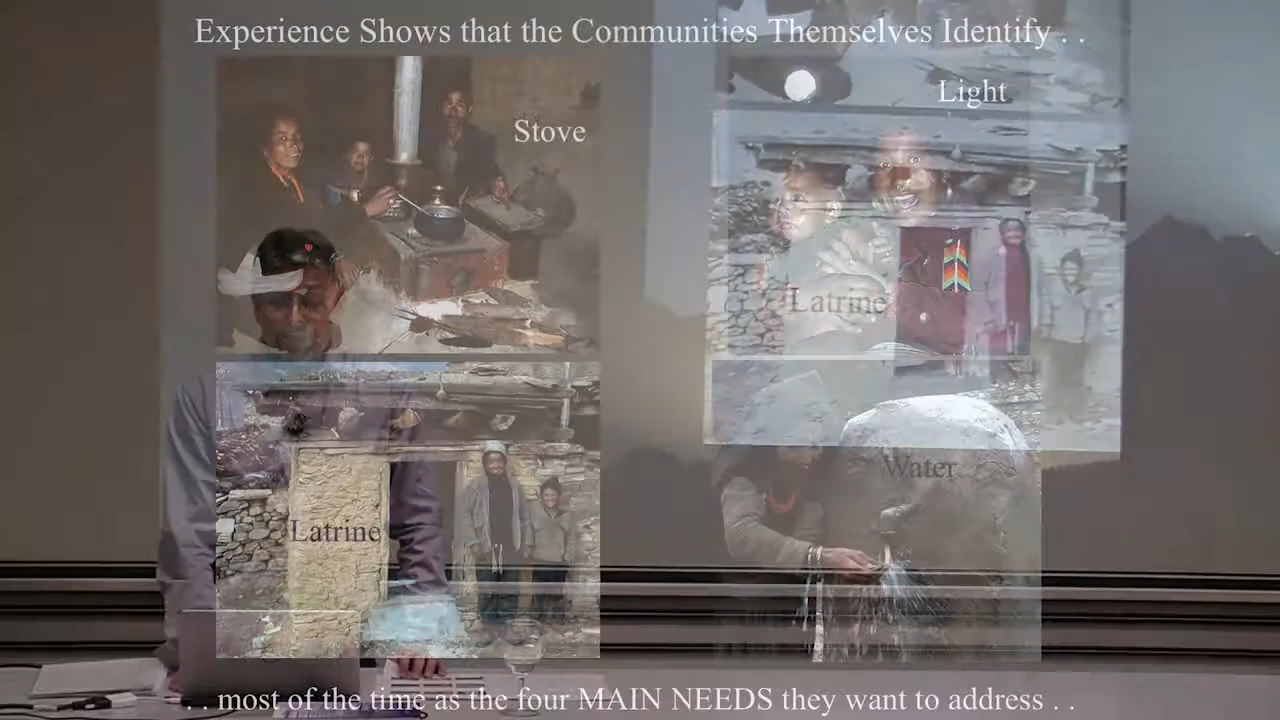 Experience Shows that the Communities Themselves Identify . .
Stove
Light
Latrine
Latrine
Water
. . most of the time as the four MAIN NEEDS they want to address . .